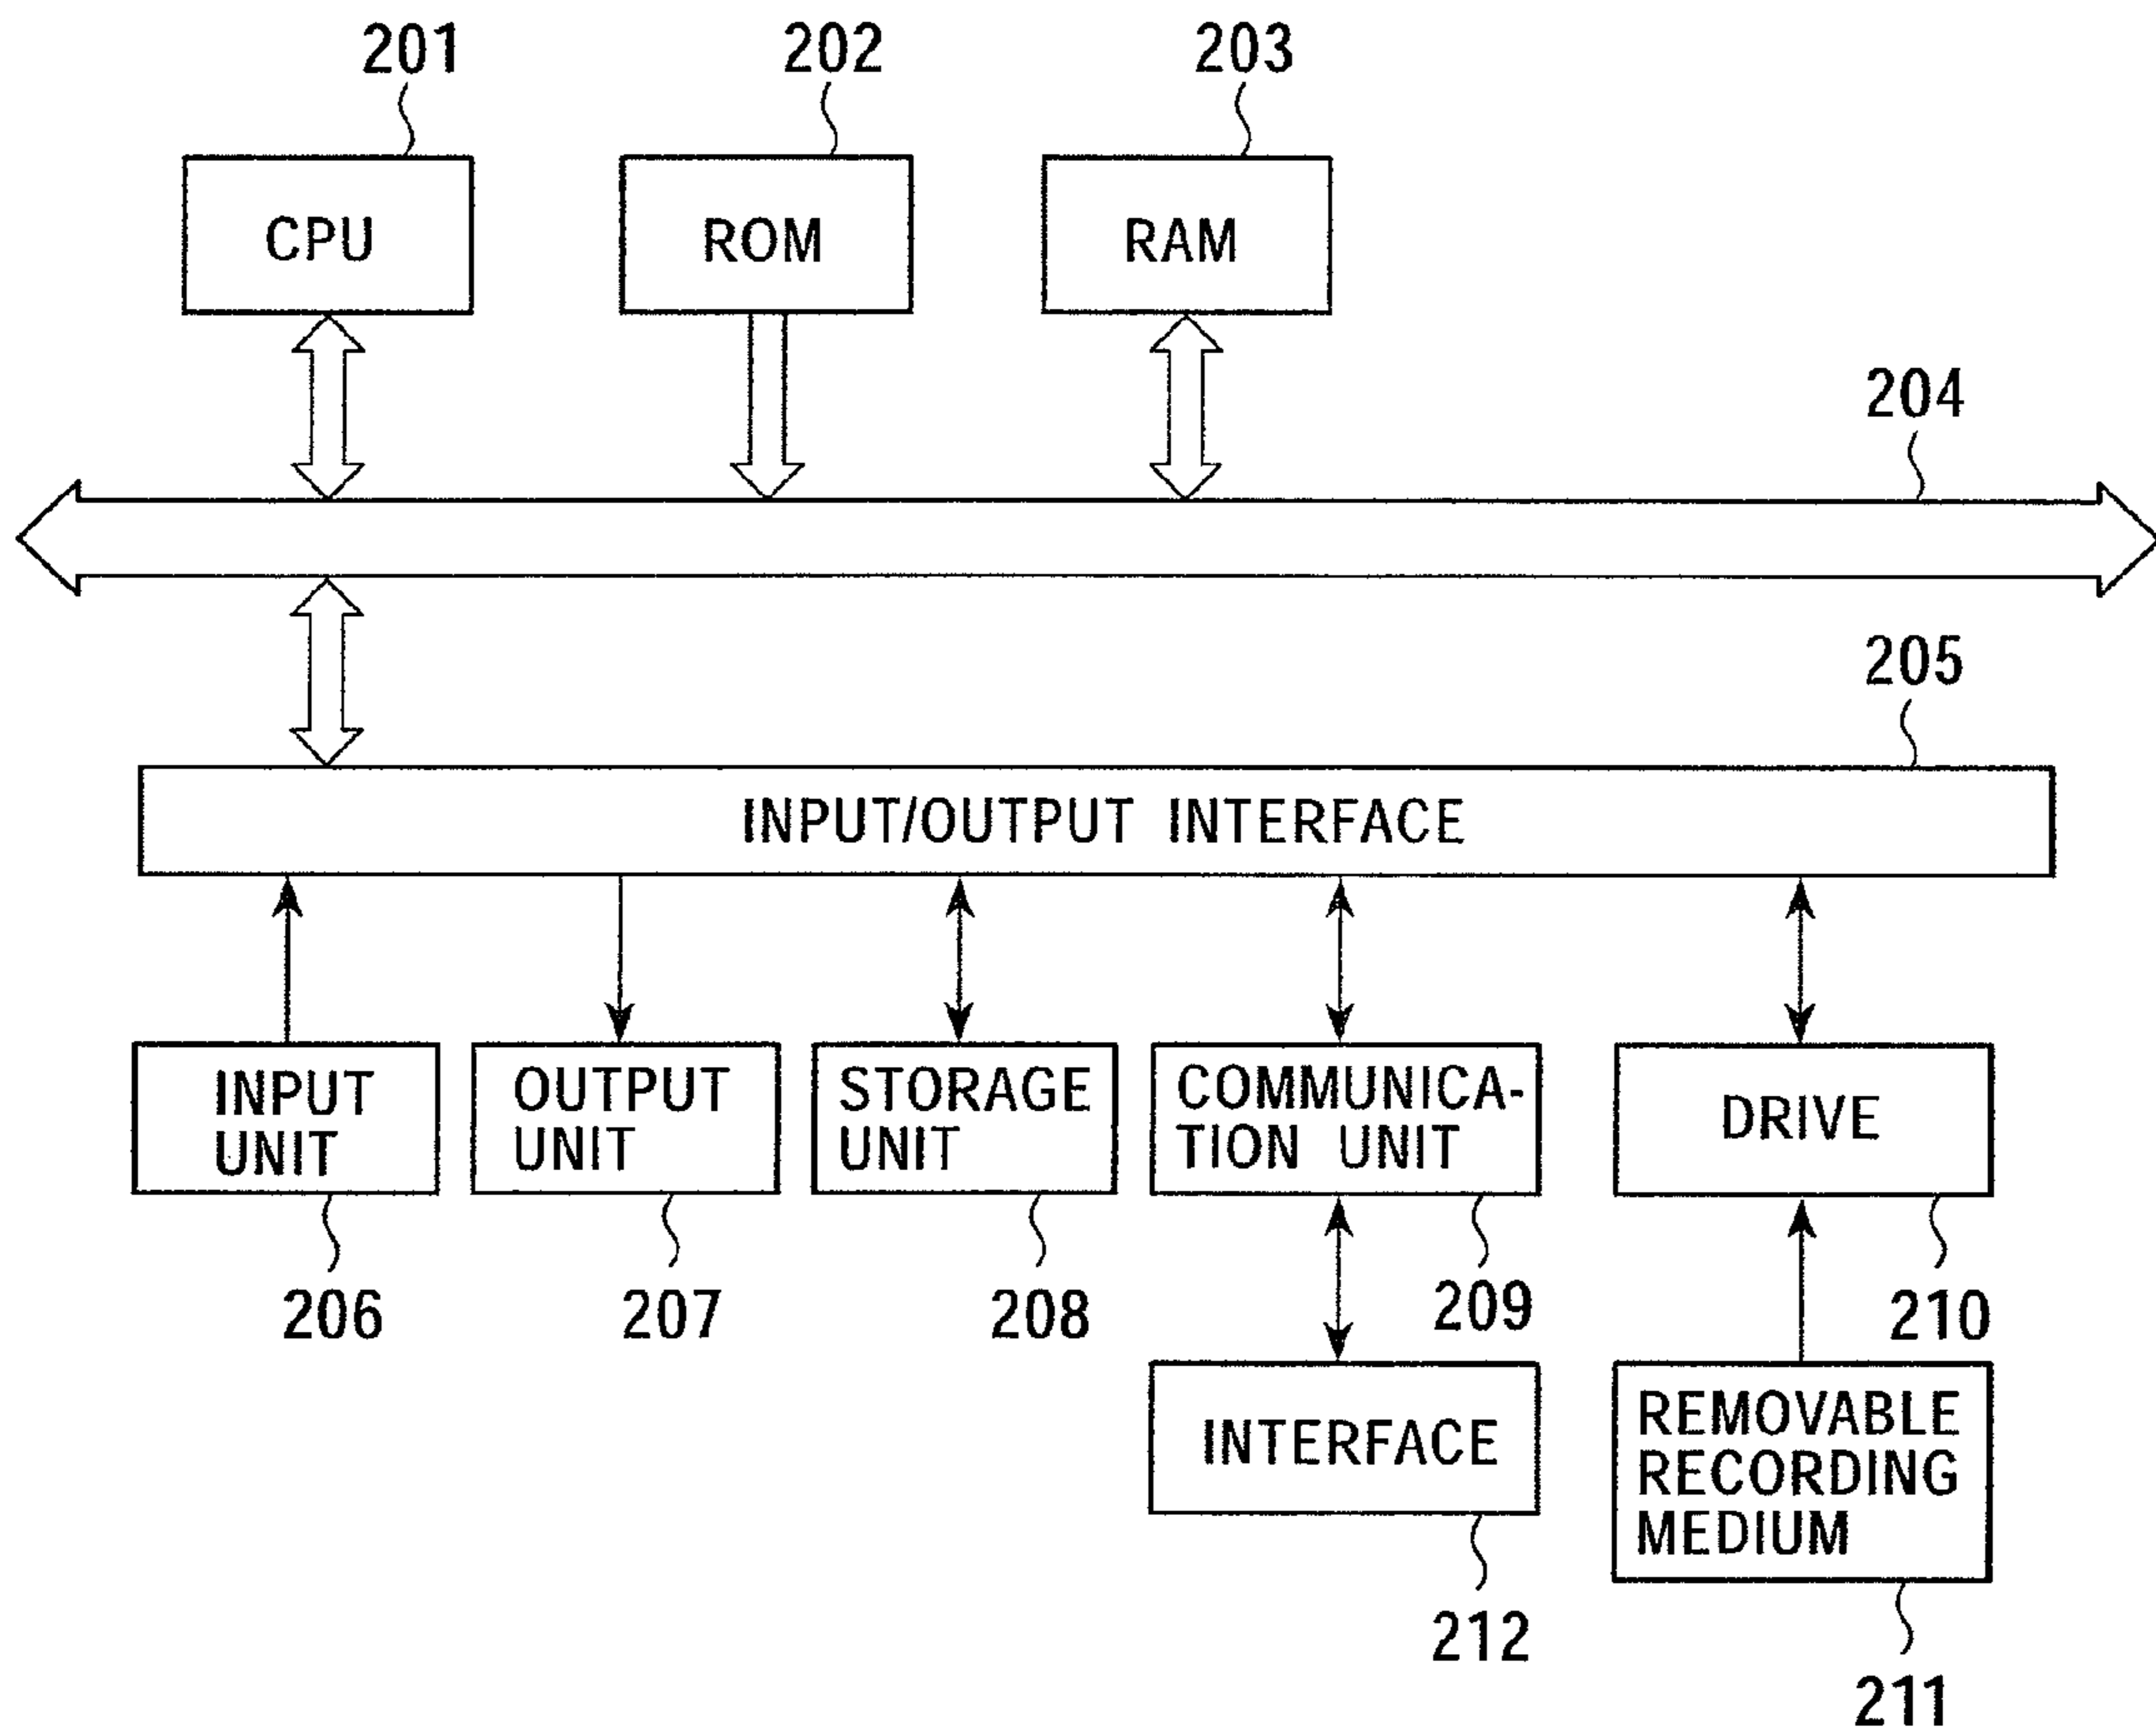 201
202
203
CPU
ROM
RAM
204
205
INPUT/OUTPUT INTERFACE
INPUT
UNIT
OUTPUT
UNIT
STORAGE
UNIT
COMMUNICA-
TION UNIT
DRIVE
206
207
208
209
210
INTERFACE
REMOVABLE
RECORDING
MEDIUM
212
211